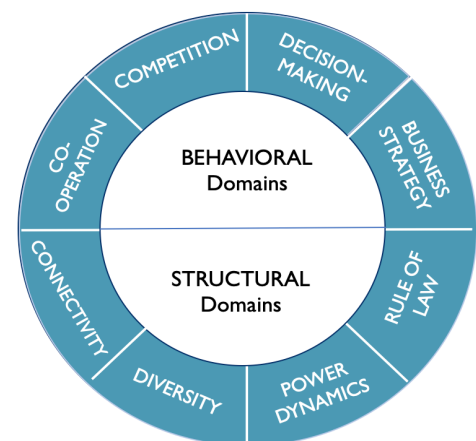 COMPETITION
DECISION-
MAKING
CO-
OPERATION
BUSINESS
STRATEGY
BEHAVIORAL
Domains
STRUCTURAL
Domains
CONNECTIVITY
RULE OF
LAW
DIVERSITY
POWER
DYNAMICS